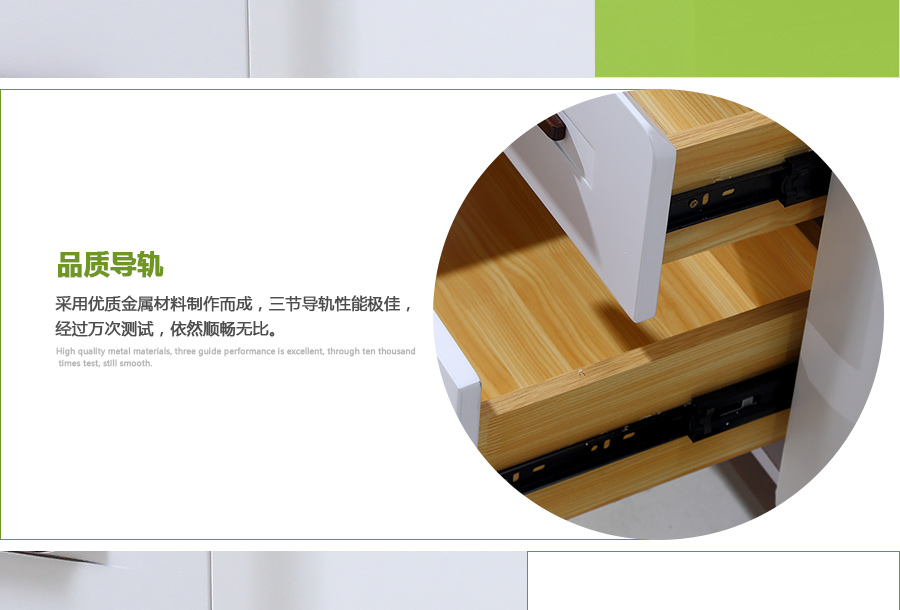 品质导轨
采用优质金属材料制作而成，三节导轨性能极佳，
经过万次测试，依然顺畅无比。
High quality metal materials, three guide performance is excellent, through ten thousand
times test, still smooth.